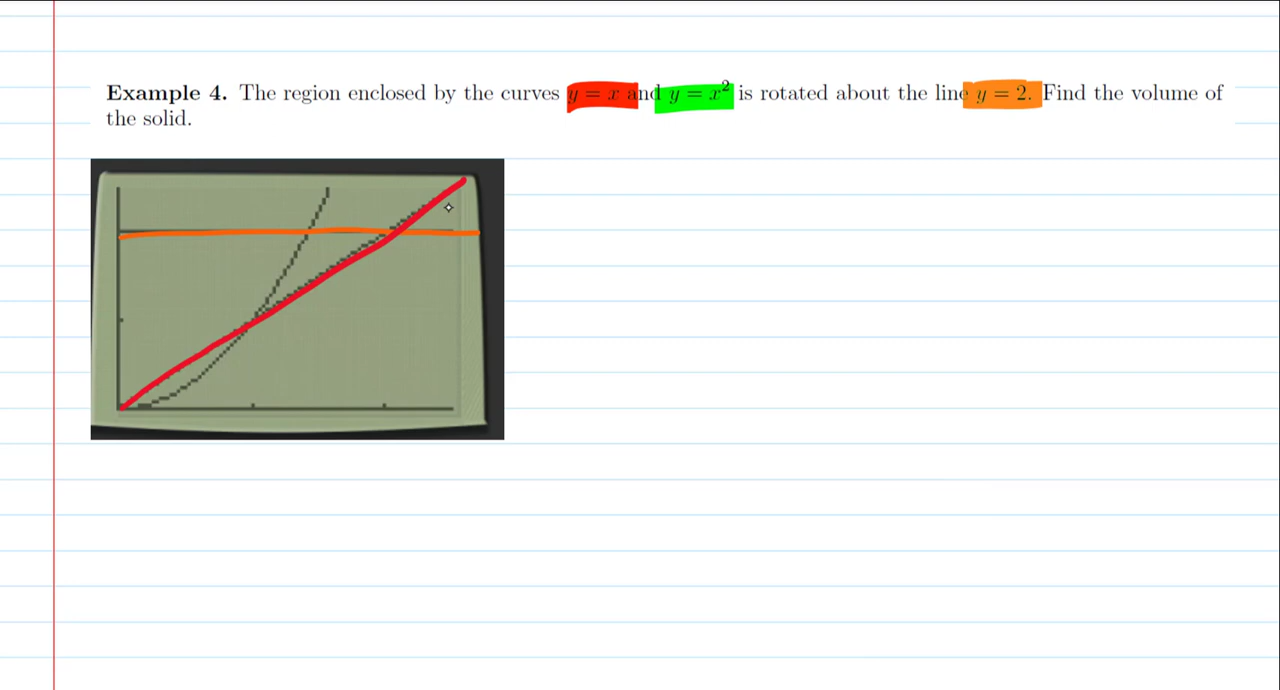 Example 4. The region enclosed by the curves y = x and y = x² is rotated about the line y = 2. Find the volume of
the solid.